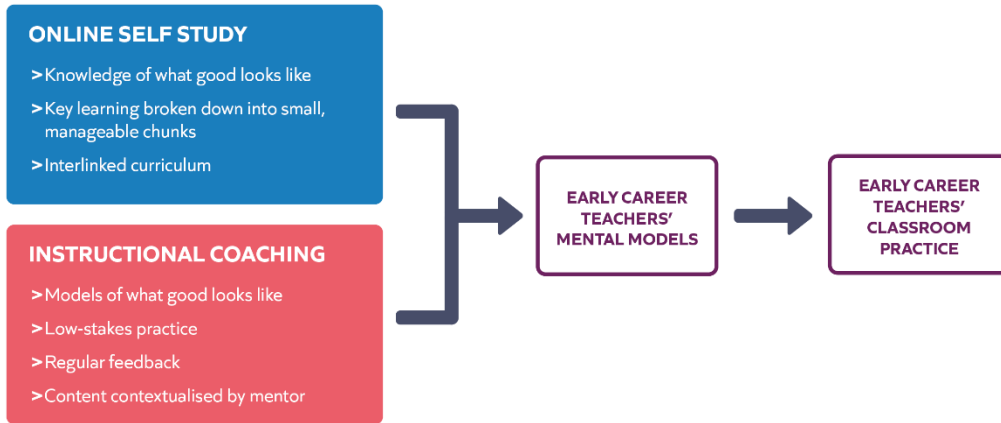 ONLINE SELF STUDY
>Knowledge of what good looks like
>Key learning broken down into small,
manageable chunks
>Interlinked curriculum
INSTRUCTIONAL COACHING
>Models of what good looks like
>Low-stakes practice
>Regular feedback
>Content contextualised by mentor
EARLY CAREER
TEACHERS’
MENTAL MODELS
EARLY CAREER
TEACHERS’
CLASSROOM
PRACTICE